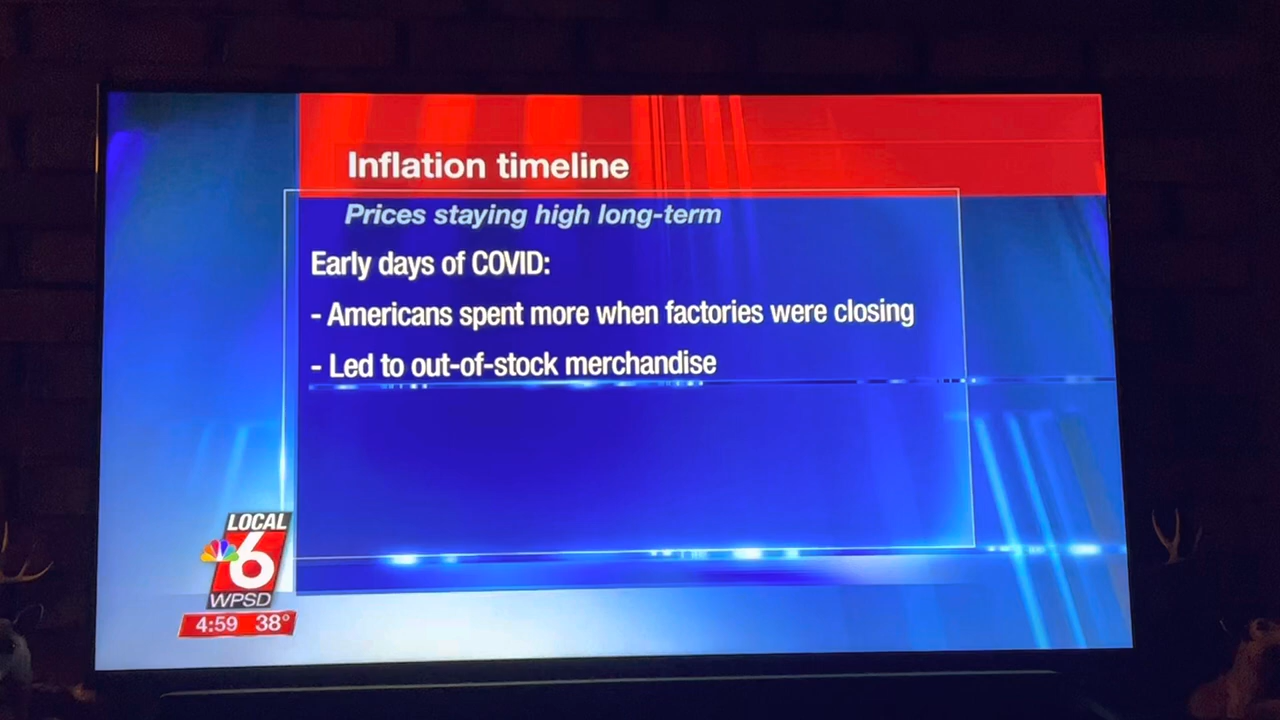 Inflation timeline
Prices staying high long-term
Early days of COVID:
- Americans spent more when factories were closing
- Led to out-of-stock merchandise
LOCAL
6
WPSD
4:59 38°